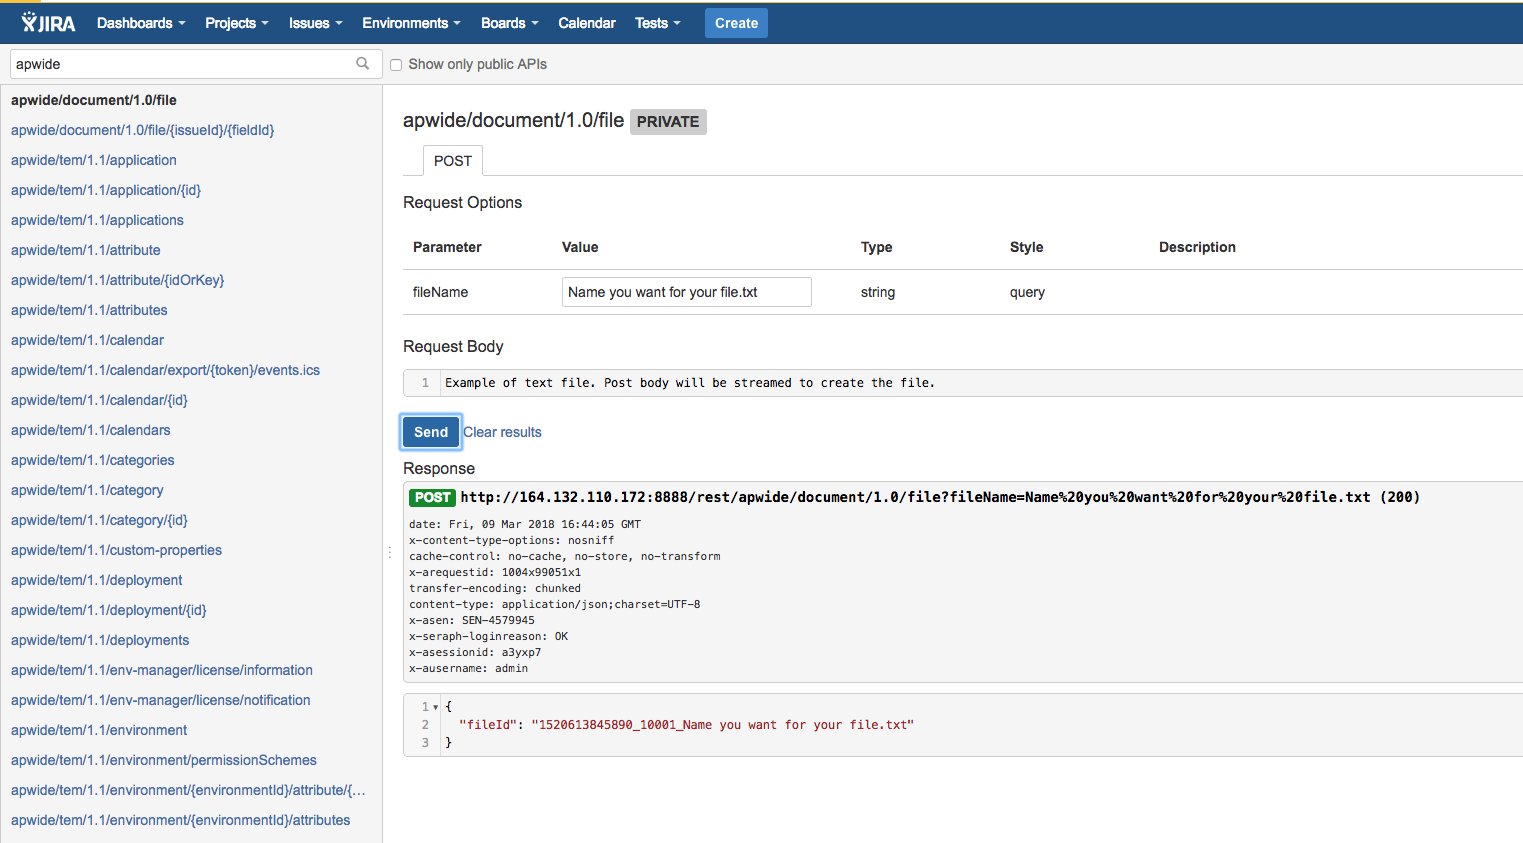 JIRA Dashboards Projects Issues Environments Boards Calendar Tests Create
apwide Show only public APIs
apwide/document/1.0/file
apwide/document/1.0/file/{issueId}/{fieldId}
apwide/tem/1.1/application
apwide/tem/1.1/application/{id}
apwide/tem/1.1/applications
apwide/tem/1.1/attribute
apwide/tem/1.1/attribute/{idOrKey}
apwide/tem/1.1/attributes
apwide/tem/1.1/calendar
apwide/tem/1.1/calendar/export/{token}/events.ics
apwide/tem/1.1/calendar/{id}
apwide/tem/1.1/calendars
apwide/tem/1.1/categories
apwide/tem/1.1/category
apwide/tem/1.1/category/{id}
apwide/tem/1.1/custom-properties
apwide/tem/1.1/deployment
apwide/tem/1.1/deployment/{id}
apwide/tem/1.1/deployments
apwide/tem/1.1/env-manager/license/information
apwide/tem/1.1/env-manager/license/notification
apwide/tem/1.1/environment
apwide/tem/1.1/environment/permissionSchemes
apwide/tem/1.1/environment/{environmentId}/attribute/{...
apwide/tem/1.1/environment/{environmentId}/attributes
apwide/document/1.0/file PRIVATE
POST
Request Options
Parameter Value Type Style Description
fileName Name you want for your file.txt string query
Request Body
1 Example of text file. Post body will be streamed to create the file.
Send Clear results
Response
POST http://164.132.110.172:8888/rest/apwide/document/1.0/file?fileName=Name%20you%20want%20for%20your%20file.txt (200)
date: Fri, 09 Mar 2018 16:44:05 GMT
x-content-type-options: nosniff
cache-control: no-cache, no-store, no-transform
x-arequestid: 1004x99051x1
transfer-encoding: chunked
content-type: application/json;charset=UTF-8
x-asen: SEN-4579945
x-seraph-loginreason: OK
x-asessionid: a3yxp7
x-ausername: admin
1 {
2 "fileId": "1520613845890_10001_Name you want for your file.txt"
3 }